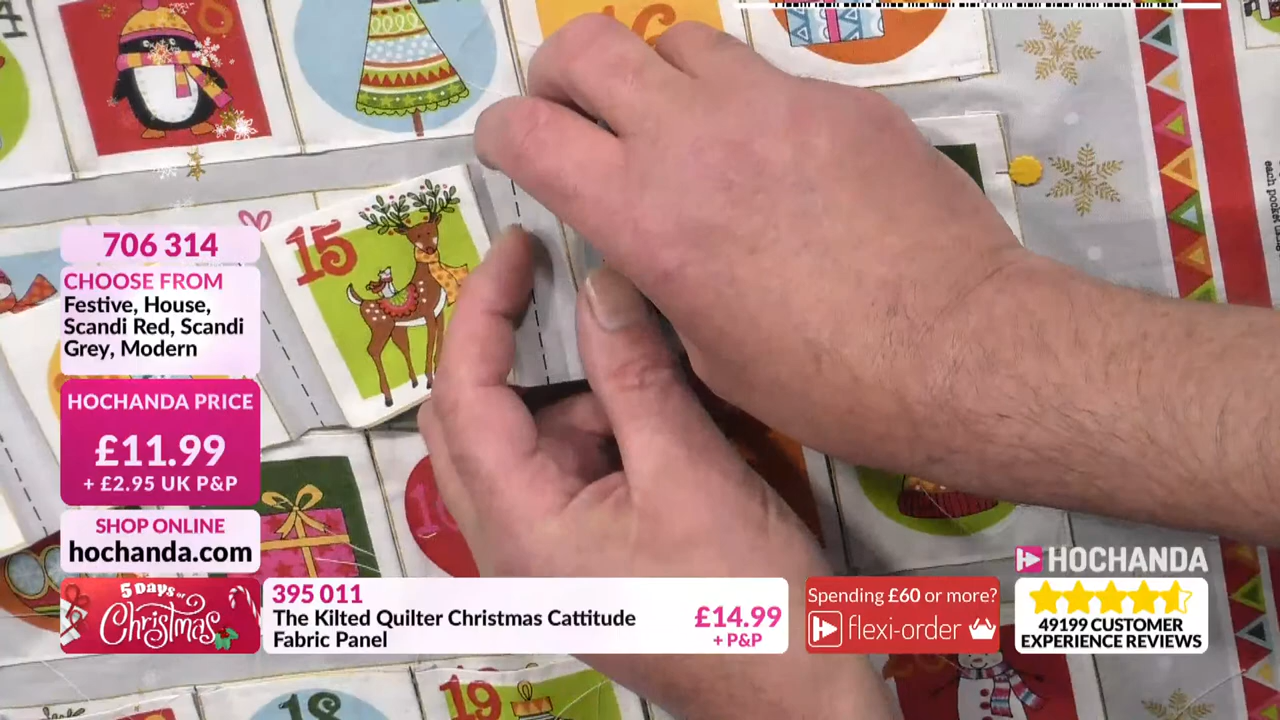 16
15
706 314
CHOOSE FROM
Festive, House,
Scandi Red, Scandi
Grey, Modern
HOCHANDA PRICE
£11.99
+ £2.95 UK P&P
SHOP ONLINE
hochanda.com
5 Days of
Christmas
395 011
The Kilted Quilter Christmas Cattitude
Fabric Panel
£14.99
+ P&P
Spending £60 or more?
flexi-order
HOCHANDA
49199 CUSTOMER
EXPERIENCE REVIEWS
18
19